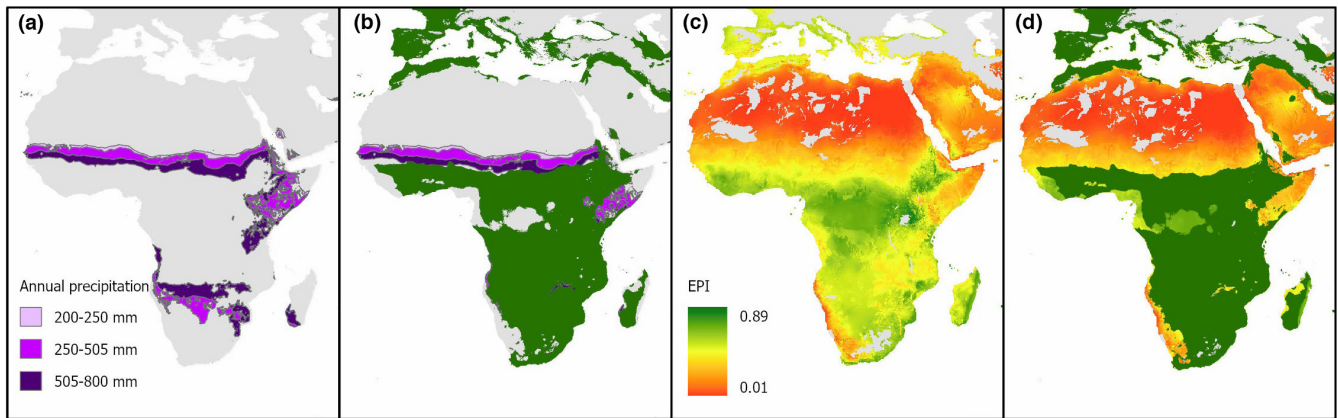 (a)
(b)
(c)
(d)
Annual precipitation
200-250 mm
250-505 mm
505-800 mm
EPI
0.89
0.01